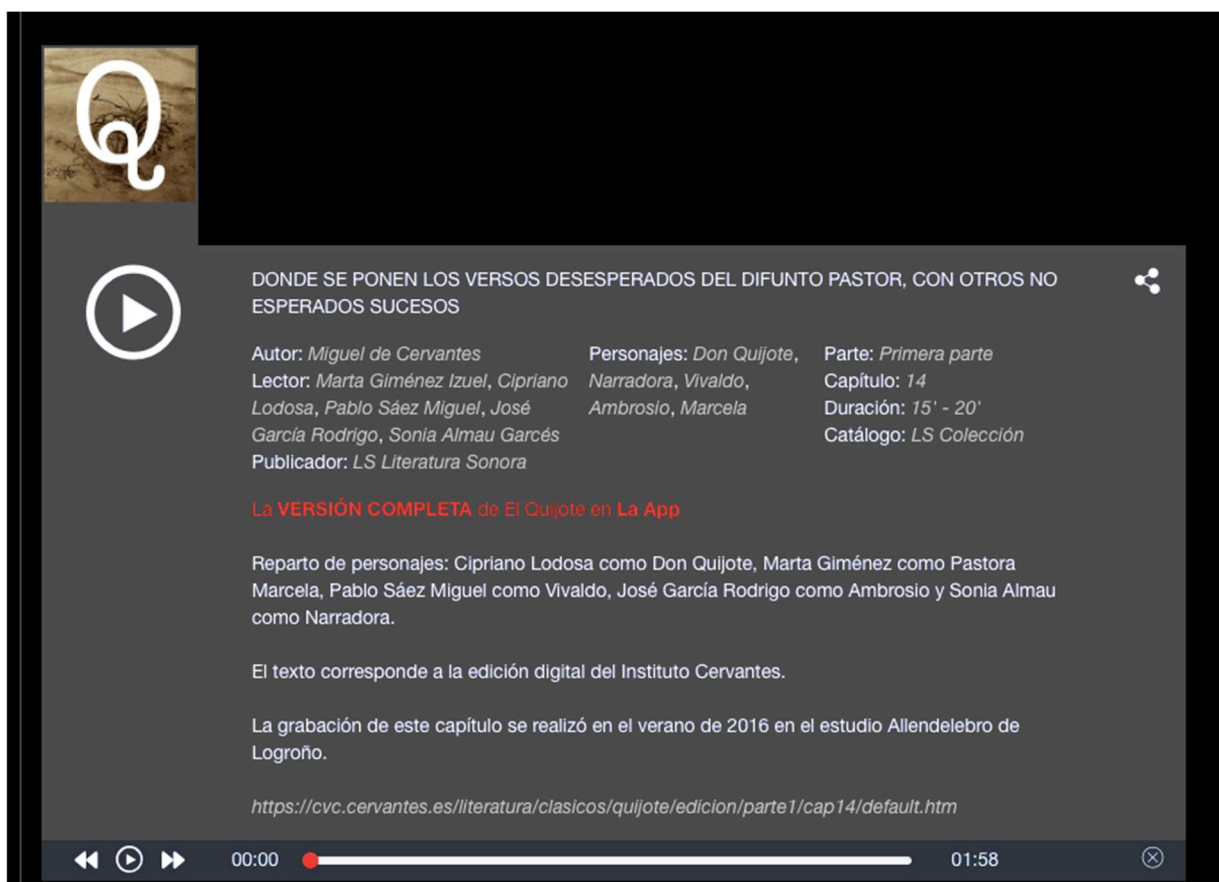 Q
DONDE SE PONEN LOS VERSOS DESESPERADOS DEL DIFUNTO PASTOR, CON OTROS NO
ESPERADOS SUCESOS
Autor: Miguel de Cervantes
Lector: Marta Giménez Izuel, Cipriano
Lodosa, Pablo Sáez Miguel, José
García Rodrigo, Sonia Almau Garcés
Publicador: LS Literatura Sonora
Personajes: Don Quijote,
Narradora, Vivaldo,
Ambrosio, Marcela
Parte: Primera parte
Capítulo: 14
Duración: 15' - 20'
Catálogo: LS Colección
La VERSIÓN COMPLETA de El Quijote en La App
Reparto de personajes: Cipriano Lodosa como Don Quijote, Marta Giménez como Pastora
Marcela, Pablo Sáez Miguel como Vivaldo, José García Rodrigo como Ambrosio y Sonia Almau
como Narradora.
El texto corresponde a la edición digital del Instituto Cervantes.
La grabación de este capítulo se realizó en el verano de 2016 en el estudio Allendelebro de
Logroño.
https://cvc.cervantes.es/literatura/clasicos/quijote/edicion/parte1/cap14/default.htm
00:00
01:58